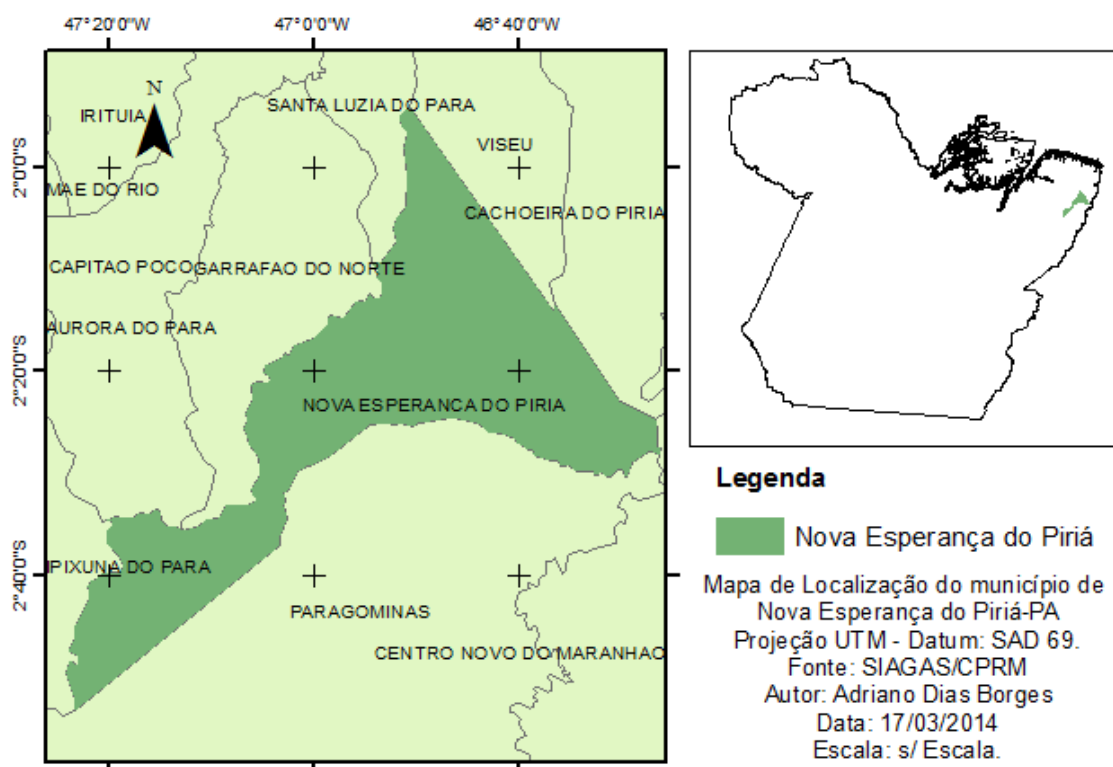 47°20'0"W 47°0'0"W 46°40'0"W
N
SANTA LUZIA DO PARA
IRITUIA
VISEU
2°0'0"S
MAE DO RIO
CACHOEIRA DO PIRIA
CAPITAO POCO
GARRAFAO DO NORTE
AURORA DO PARA
2°20'0"S
NOVA ESPERANCA DO PIRIA
IPIXUNA DO PARA
2°40'0"S
PARAGOMINAS
CENTRO NOVO DO MARANHAO
Legenda
Nova Esperança do Piriá
Mapa de Localização do município de
Nova Esperança do Piriá-PA
Projeção UTM - Datum: SAD 69.
Fonte: SIAGAS/CPRM
Autor: Adriano Dias Borges
Data: 17/03/2014
Escala: s/ Escala.